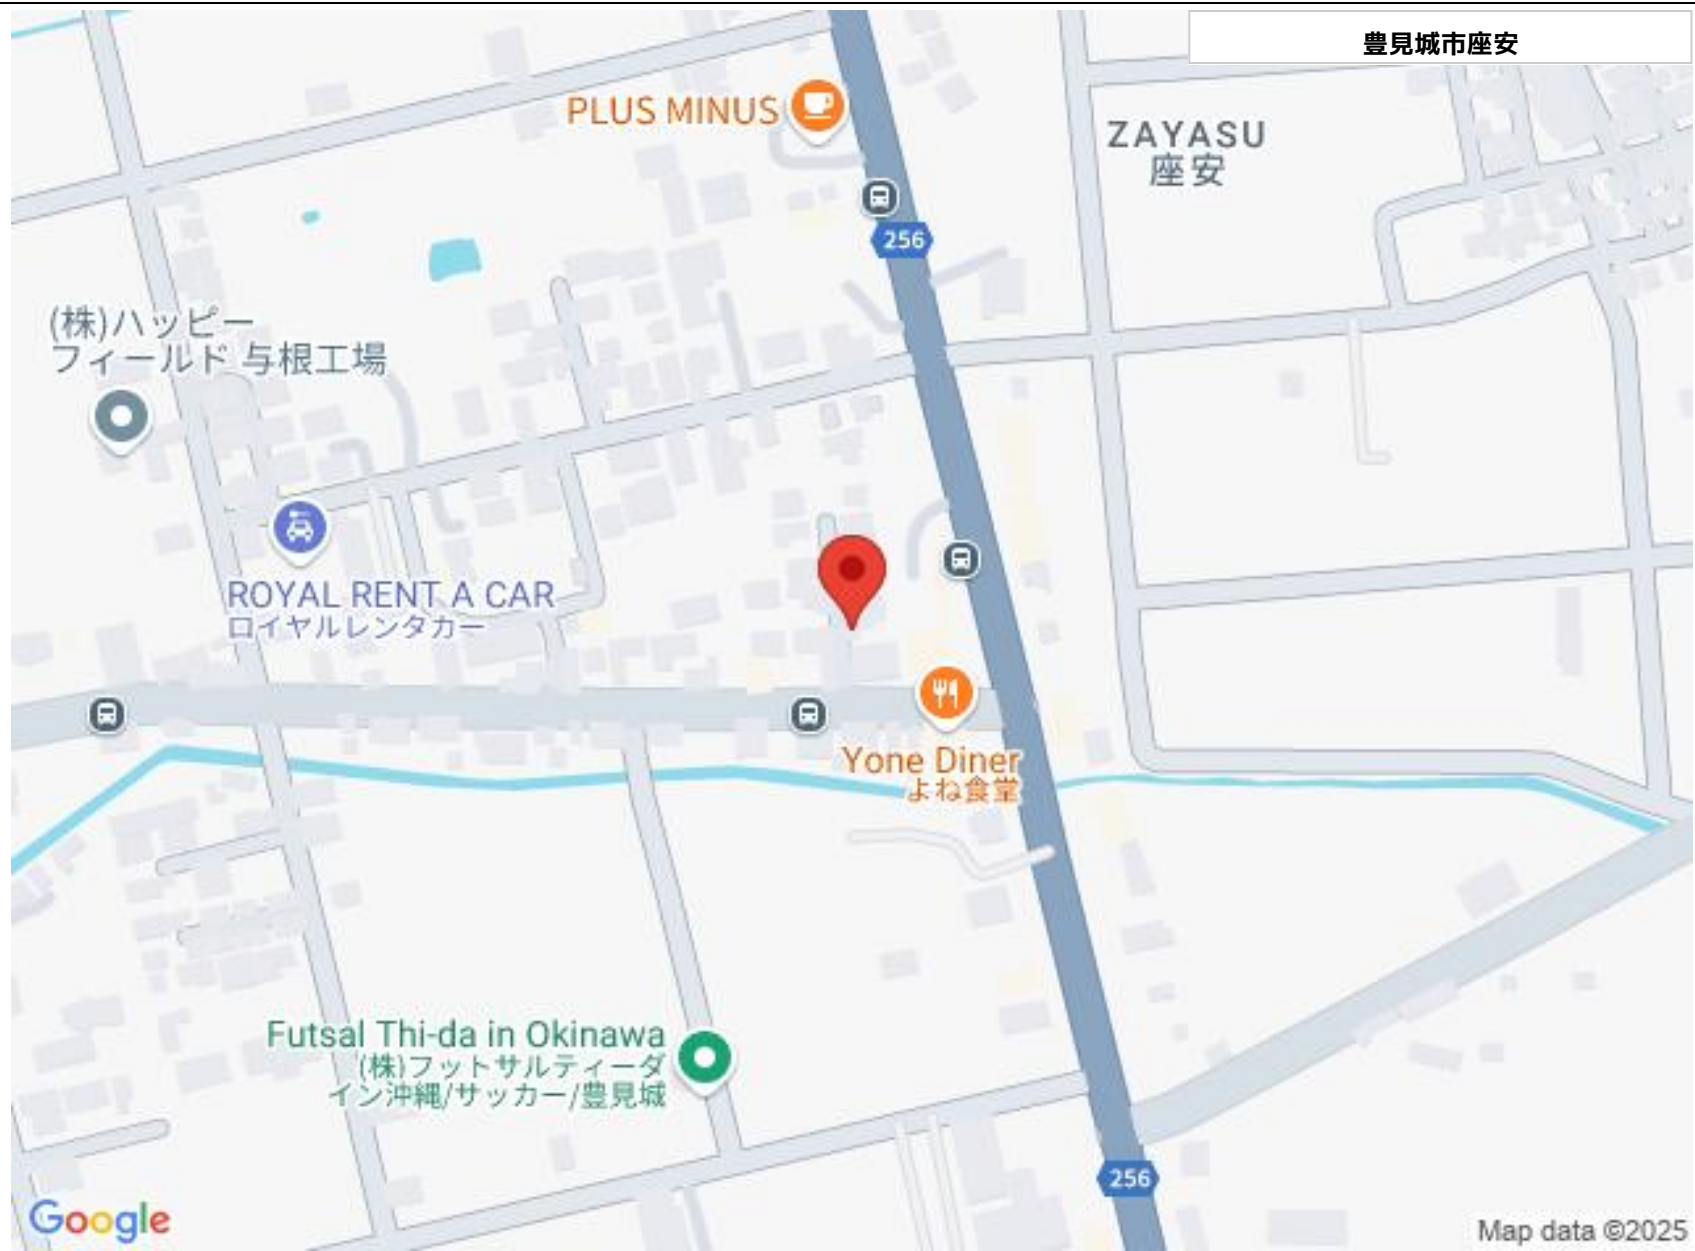 豊見城市座安
PLUS MINUS
ZAYASU
座安
256
(株)ハッピー
フィールド 与根工場
ROYAL RENT A CAR
ロイヤルレンタカー
Yone Diner
よね食堂
Futsal Thi-da in Okinawa
(株)フットサルティーダ
イン沖縄/サッカー/豊見城
256
Google
Map data ©2025